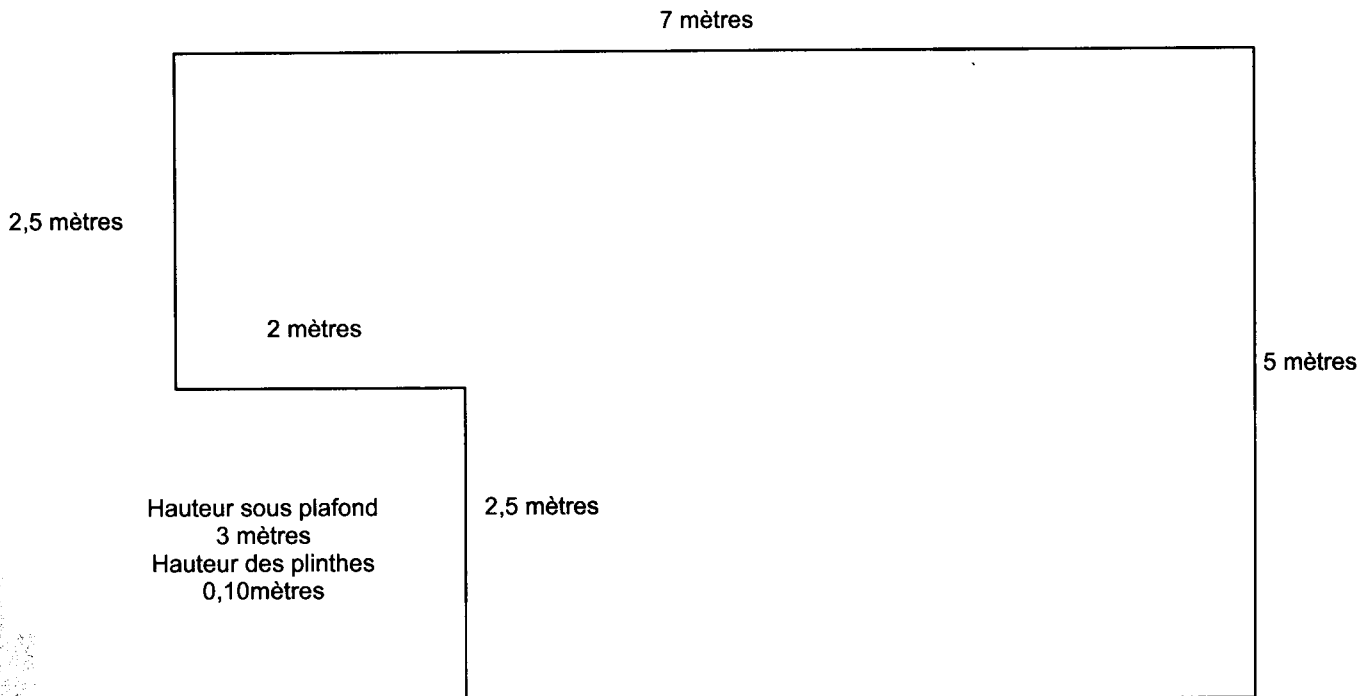 7 mètres
2,5 mètres
2 mètres
5 mètres
Hauteur sous plafond
3 mètres
Hauteur des plinthes
0,10mètres
2,5 mètres